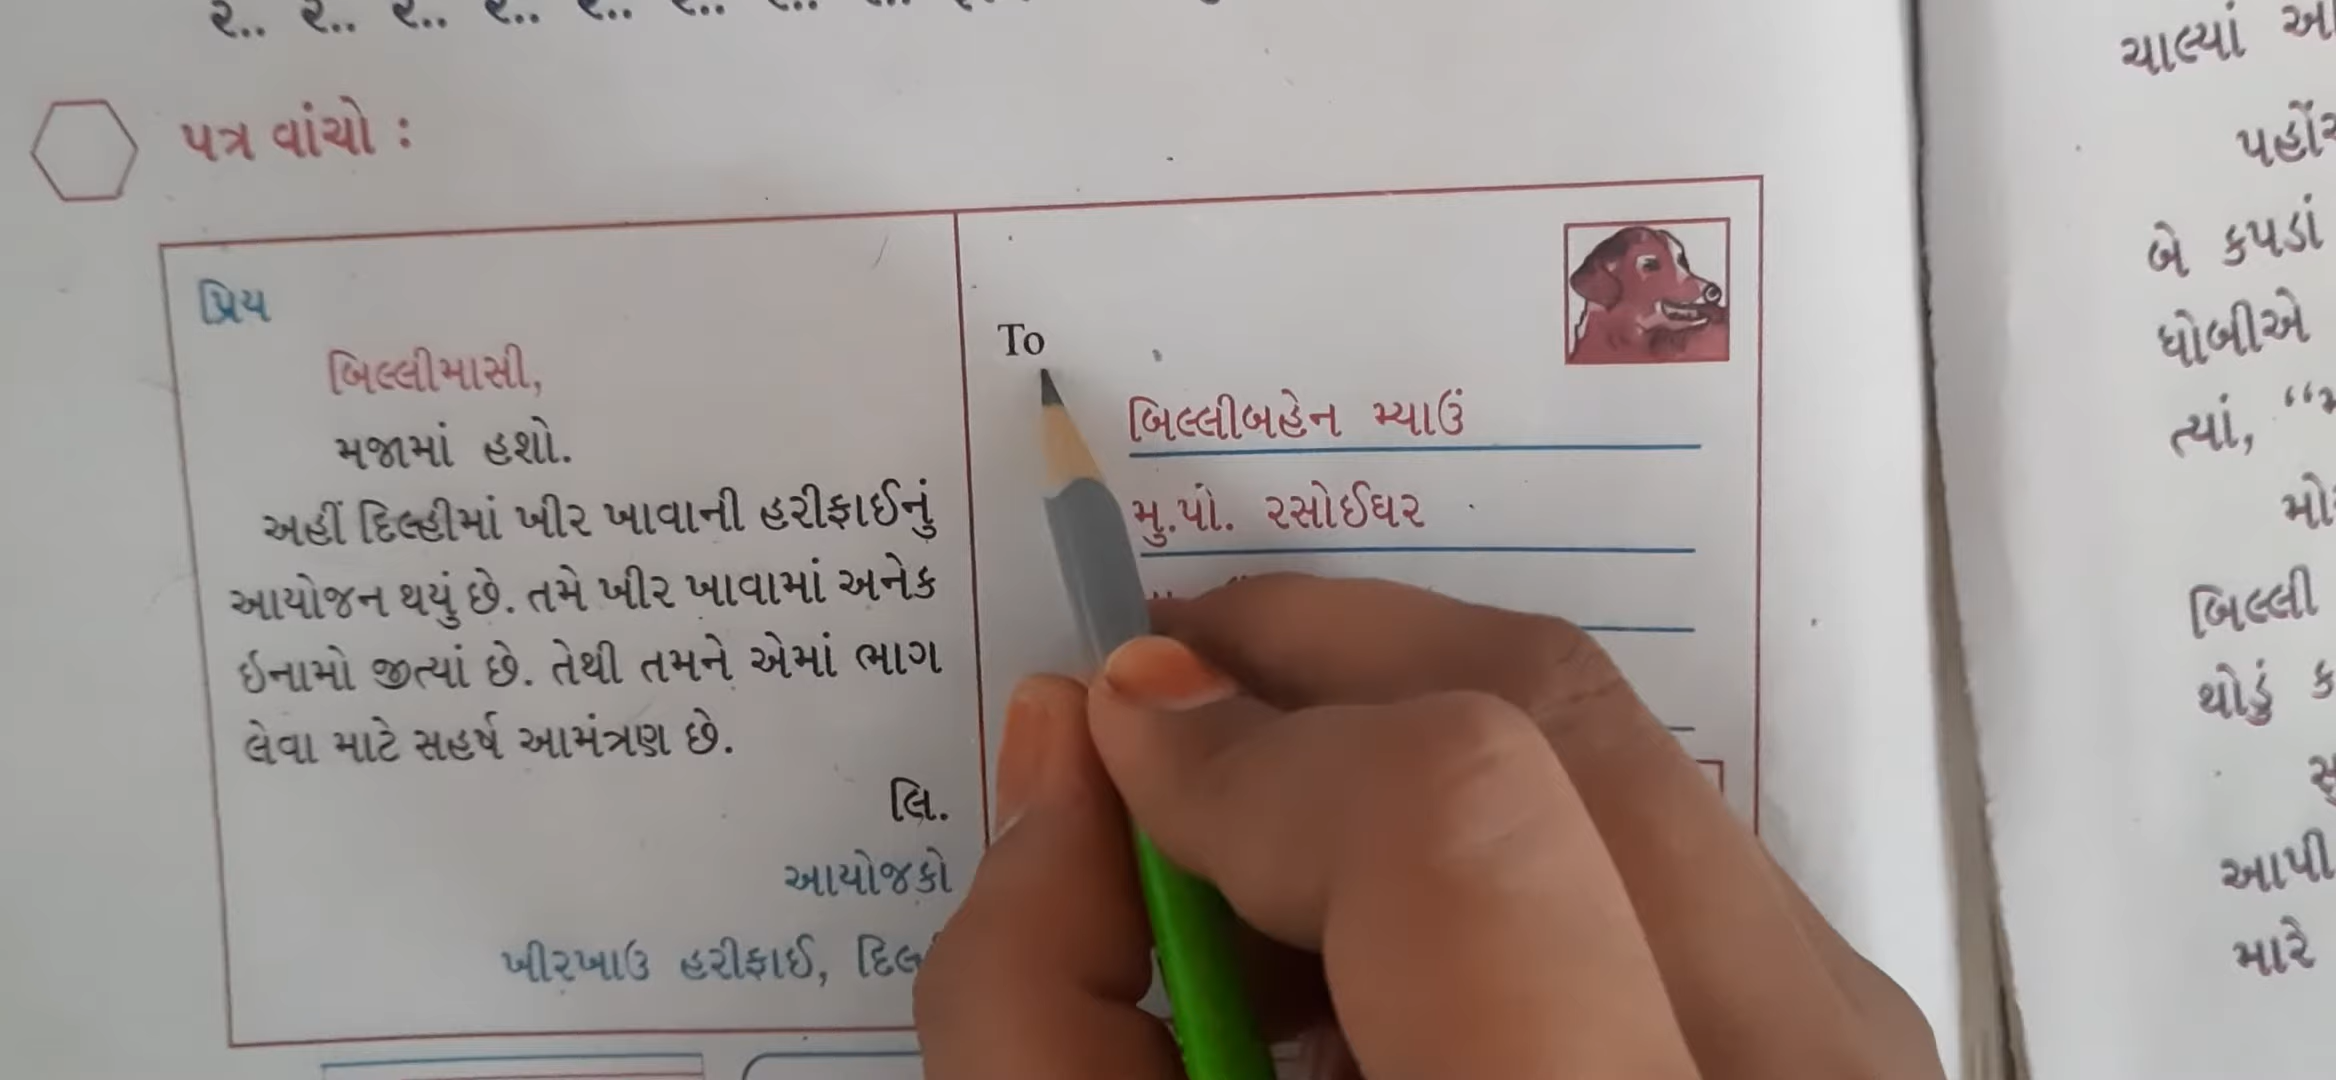 પત્ર વાંચો :
પ્રિય
બિલ્લીમાસી,
મજામાં હશો.
અહીં દિલ્હીમાં ખીર ખાવાની હરીફાઈનું
આયોજન થયું છે. તમે ખીર ખાવામાં અનેક
ઈનામો જીત્યાં છે. તેથી તમને એમાં ભાગ
લેવા માટે સહર્ષ આમંત્રણ છે.
લિ.
આયોજકો
ખીરખાઉ હરીફાઈ,
To
બિલ્લીબહેન મ્યાઉં
મુ.પો. રસોઈઘર
ચાલ્યાં
બે કપડાં
ધોબીએ
ત્યાં,
બિલ્લી
થોડું
આપી
મારે